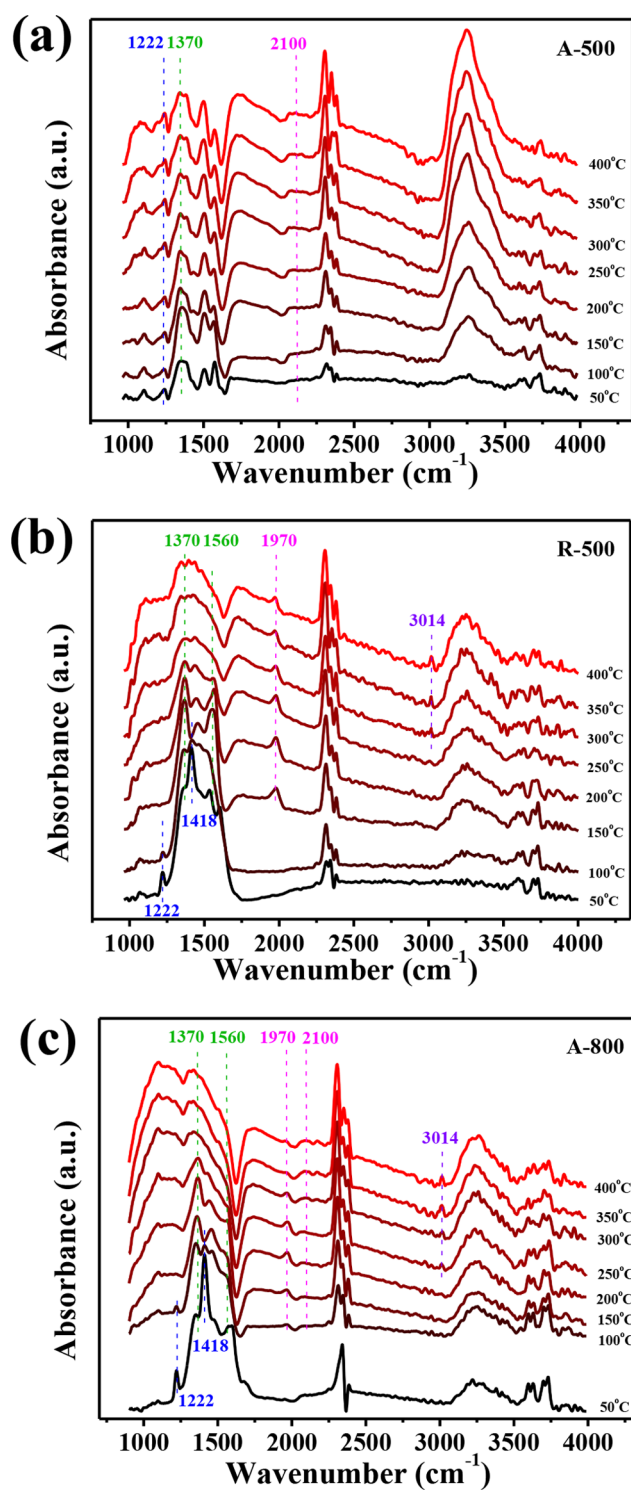 (a)
1222 1370 2100 A-500
400°C
350°C
300°C
250°C
200°C
150°C
100°C
50°C
Absorbance (a.u.)
1000 1500 2000 2500 3000 3500 4000
Wavenumber (cm-1)
(b)
1370 1560 1970 R-500
3014
400°C
350°C
300°C
250°C
200°C
150°C
1418
100°C
1222
50°C
Absorbance (a.u.)
1000 1500 2000 2500 3000 3500 4000
Wavenumber (cm-1)
(c)
1370 1560 1970 2100 A-800
3014
400°C
350°C
300°C
250°C
200°C
150°C
100°C
1418
1222
50°C
Absorbance (a.u.)
1000 1500 2000 2500 3000 3500 4000
Wavenumber (cm-1)